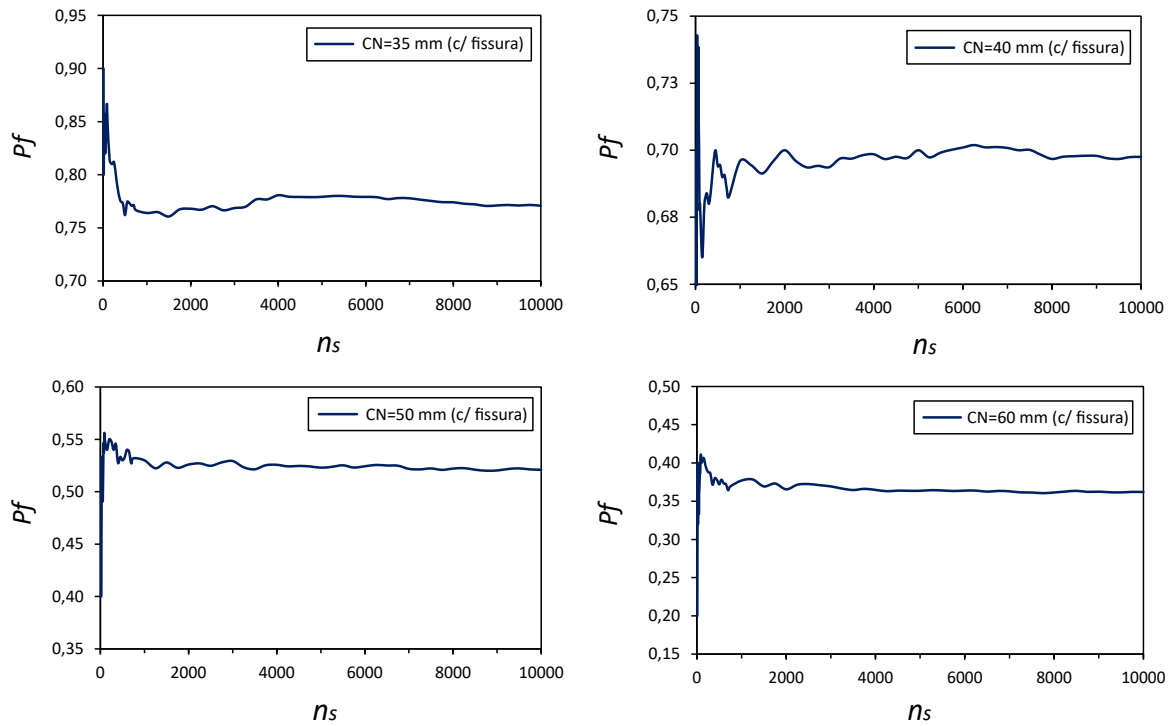 CN=35 mm (c/ fissura)
0,95
0,90
0,85
0,80
0,75
0,70
Pf
0 2000 4000 6000 8000 10000
ns
CN=40 mm (c/ fissura)
0,75
0,73
0,70
0,68
0,65
Pf
0 2000 4000 6000 8000 10000
ns
CN=50 mm (c/ fissura)
0,60
0,55
0,50
0,45
0,40
0,35
Pf
0 2000 4000 6000 8000 10000
ns
CN=60 mm (c/ fissura)
0,50
0,45
0,40
0,35
0,30
0,25
0,20
0,15
Pf
0 2000 4000 6000 8000 10000
ns